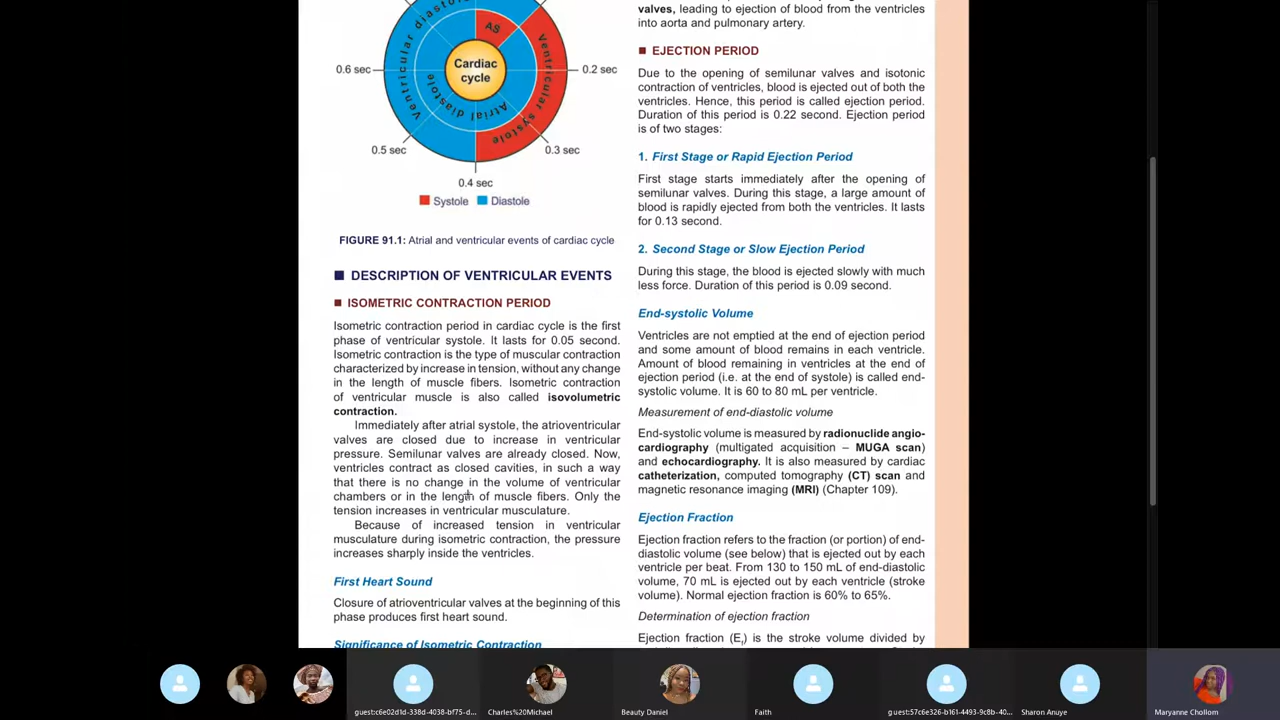 Ventricular diastole
AS
Cardiac
cycle
Atrial diastole
Ventricular systole
0.6 sec
0.2 sec
0.5 sec
0.3 sec
0.4 sec
Systole Diastole
FIGURE 91.1: Atrial and ventricular events of cardiac cycle
DESCRIPTION OF VENTRICULAR EVENTS
ISOMETRIC CONTRACTION PERIOD
Isometric contraction period in cardiac cycle is the first
phase of ventricular systole. It lasts for 0.05 second.
Isometric contraction is the type of muscular contraction
characterized by increase in tension, without any change
in the length of muscle fibers. Isometric contraction
of ventricular muscle is also called isovolumetric
contraction.
Immediately after atrial systole, the atrioventricular
valves are closed due to increase in ventricular
pressure. Semilunar valves are already closed. Now,
ventricles contract as closed cavities, in such a way
that there is no change in the volume of ventricular
chambers or in the length of muscle fibers. Only the
tension increases in ventricular musculature.
Because of increased tension in ventricular
musculature during isometric contraction, the pressure
increases sharply inside the ventricles.
First Heart Sound
Closure of atrioventricular valves at the beginning of this
phase produces first heart sound.
Significance of Isometric Contraction
valves, leading to ejection of blood from the ventricles
into aorta and pulmonary artery.
EJECTION PERIOD
Due to the opening of semilunar valves and isotonic
contraction of ventricles, blood is ejected out of both the
ventricles. Hence, this period is called ejection period.
Duration of this period is 0.22 second. Ejection period
is of two stages:
1. First Stage or Rapid Ejection Period
First stage starts immediately after the opening of
semilunar valves. During this stage, a large amount of
blood is rapidly ejected from both the ventricles. It lasts
for 0.13 second.
2. Second Stage or Slow Ejection Period
During this stage, the blood is ejected slowly with much
less force. Duration of this period is 0.09 second.
End-systolic Volume
Ventricles are not emptied at the end of ejection period
and some amount of blood remains in each ventricle.
Amount of blood remaining in ventricles at the end of
ejection period (i.e. at the end of systole) is called end-
systolic volume. It is 60 to 80 mL per ventricle.
Measurement of end-diastolic volume
End-systolic volume is measured by radionuclide angio-
cardiography (multigated acquisition – MUGA scan)
and echocardiography. It is also measured by cardiac
catheterization, computed tomography (CT) scan and
magnetic resonance imaging (MRI) (Chapter 109).
Ejection Fraction
Ejection fraction refers to the fraction (or portion) of end-
diastolic volume (see below) that is ejected out by each
ventricle per beat. From 130 to 150 mL of end-diastolic
volume, 70 mL is ejected out by each ventricle (stroke
volume). Normal ejection fraction is 60% to 65%.
Determination of ejection fraction
Ejection fraction (Ef) is the stroke volume divided by
guest:c6e02d1d-338d-4038-bf75-d...
Charles%20Michael
Beauty Daniel
Faith
guest:57c6e326-b161-4493-9c8b-40...
Sharon Anuye
Maryanne Chollom